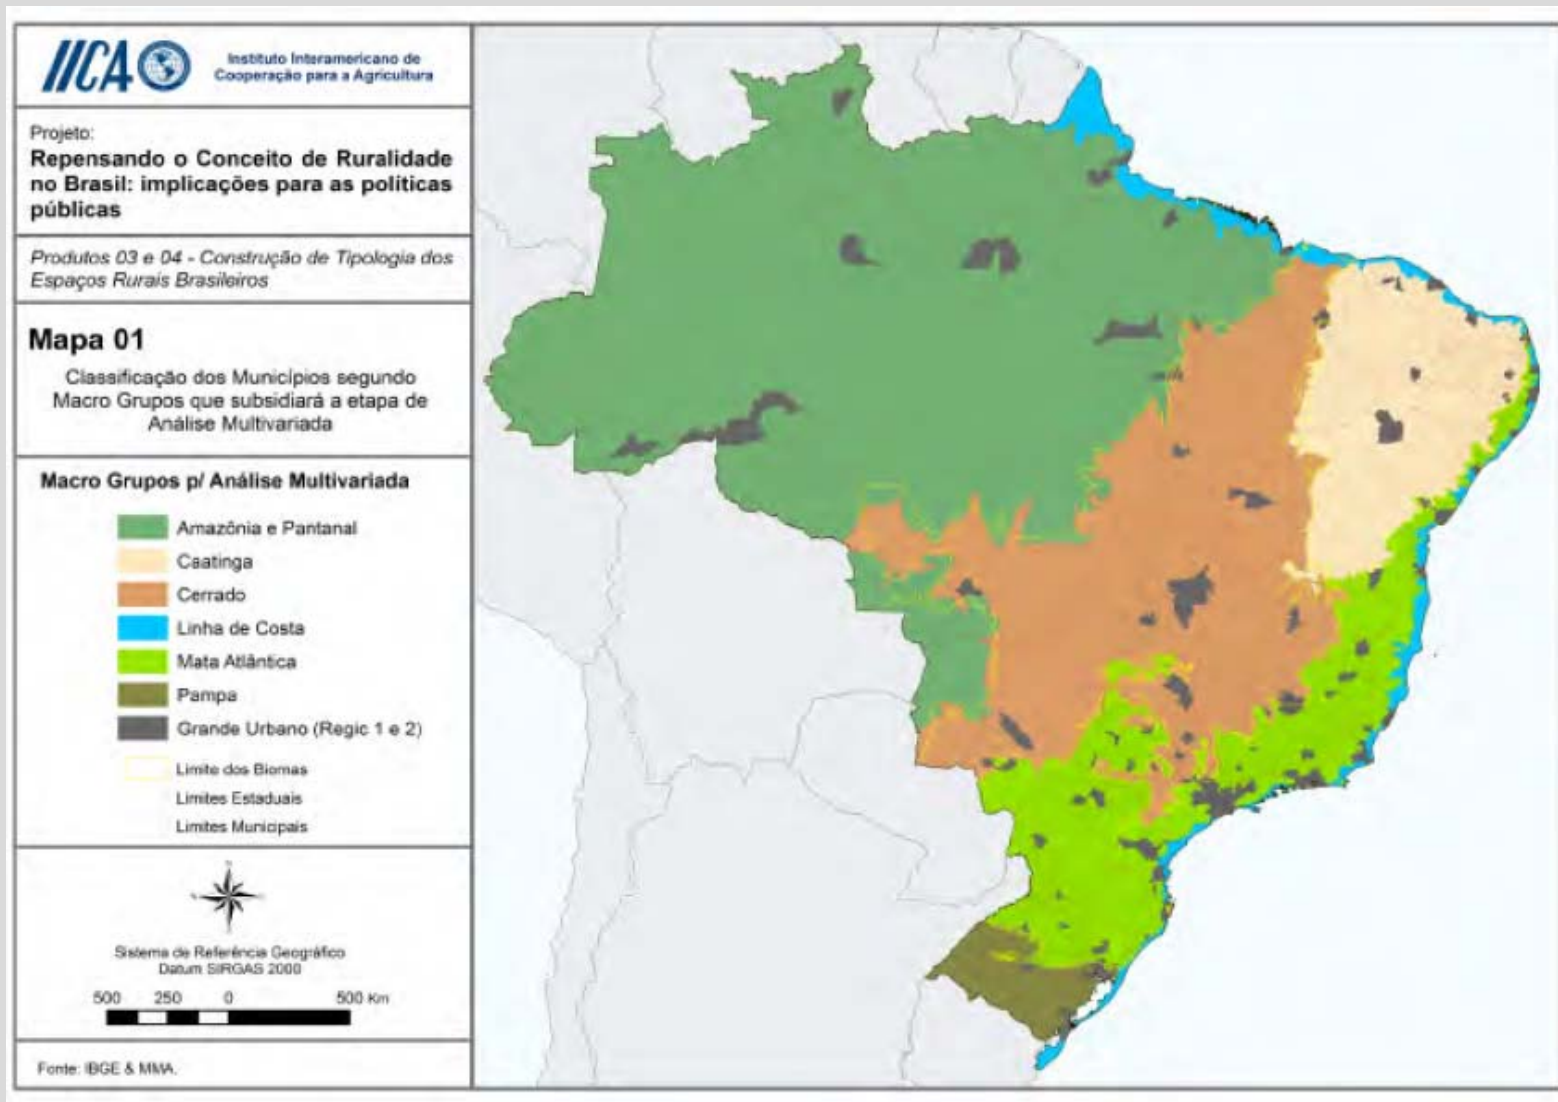 IICA
Instituto Interamericano de
Cooperação para a Agricultura
Projeto:
Repensando o Conceito de Ruralidade
no Brasil: implicações para as políticas
públicas
Produtos 03 e 04 - Construção de Tipologia dos
Espaços Rurais Brasileiros
Mapa 01
Classificação dos Municípios segundo
Macro Grupos que subsidiará a etapa de
Análise Multivariada
Macro Grupos p/ Análise Multivariada
Amazônia e Pantanal
Caatinga
Cerrado
Linha de Costa
Mata Atlântica
Pampa
Grande Urbano (Regic 1 e 2)
Limite dos Biomas
Limites Estaduais
Limites Municipais
N
Sistema de Referência Geográfico
Datum SIRGAS 2000
500 250 0 500 Km
Fonte: IBGE & MMA.